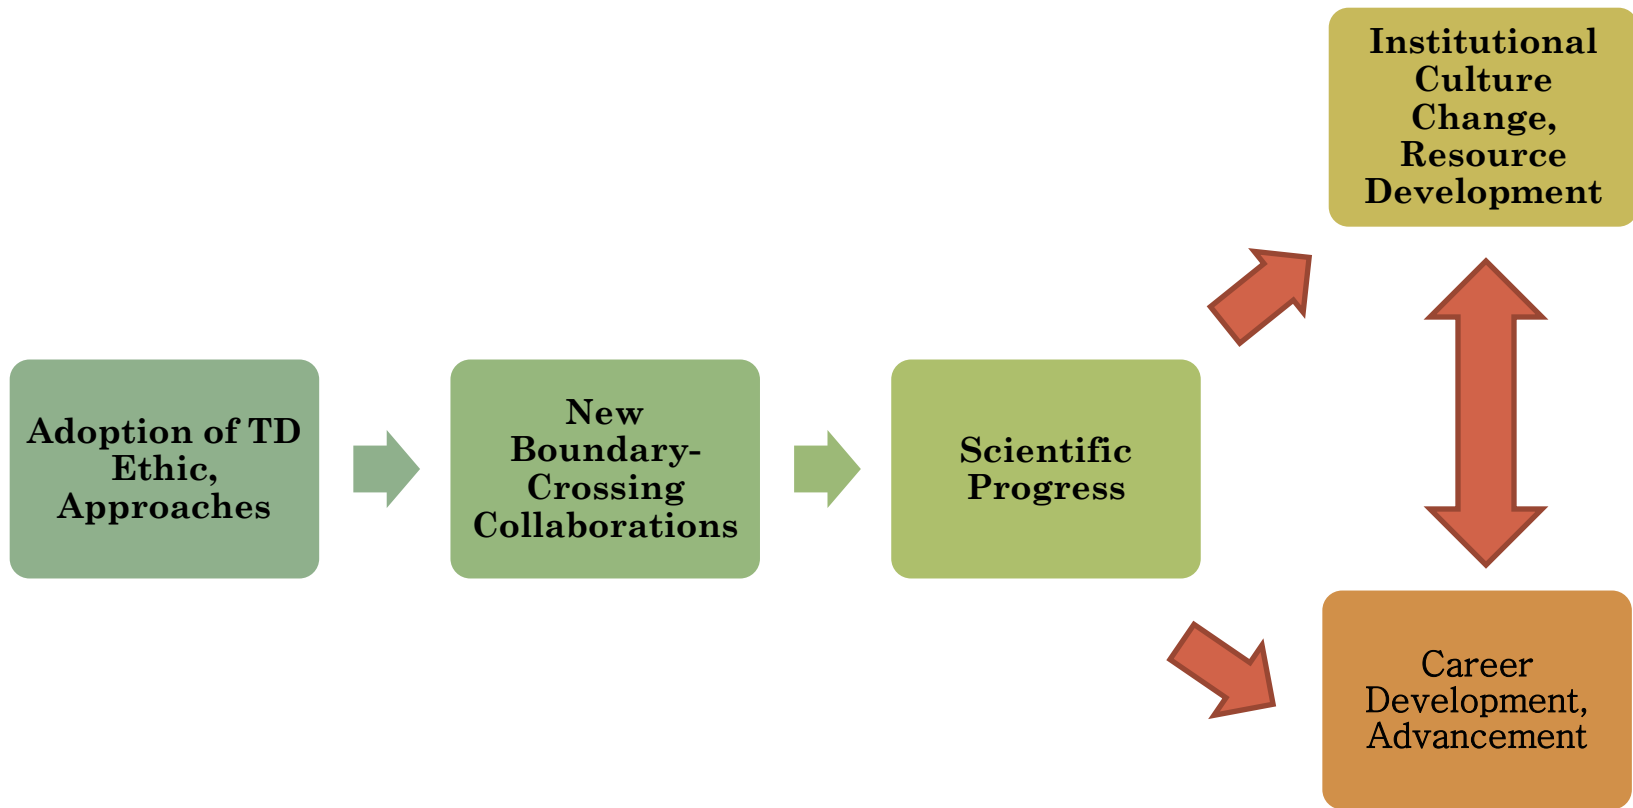 Adoption of TD
Ethic,
Approaches
New
Boundary-
Crossing
Collaborations
Scientific
Progress
Institutional
Culture
Change,
Resource
Development
Career
Development,
Advancement